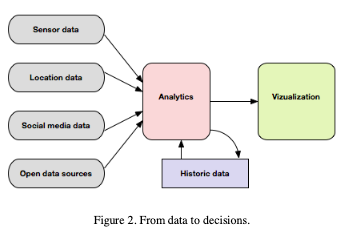 Sensor data
Location data
Social media data
Open data sources
Analytics
Vizualization
Historic data
Figure 2. From data to decisions.